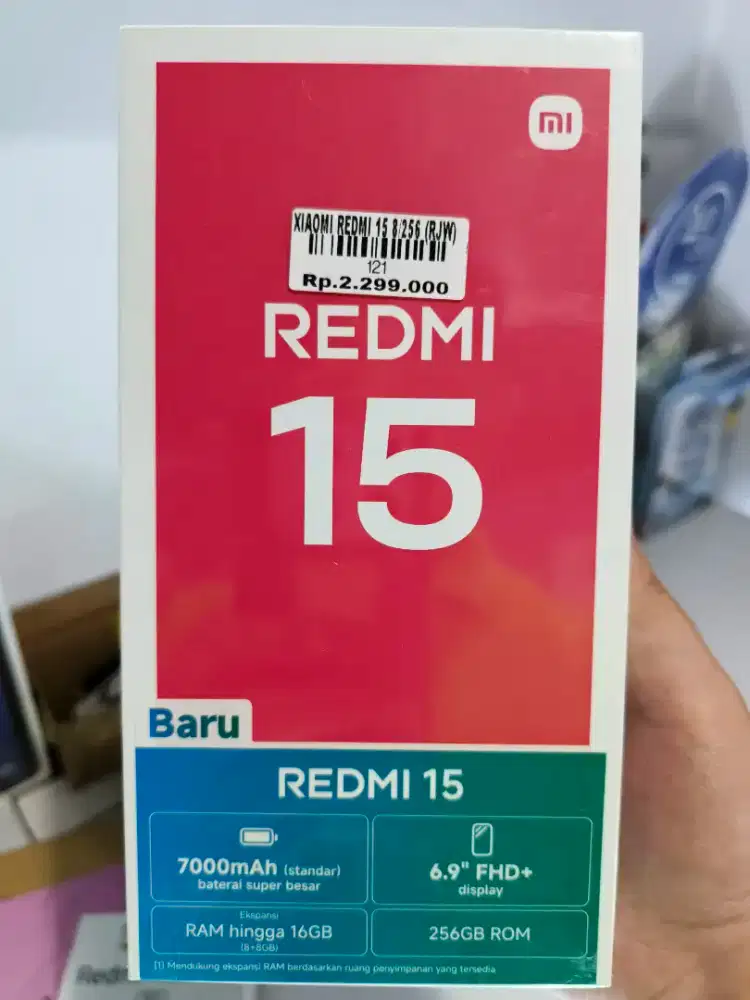 mi
XIAOMI REDMI 15 8/256 (RJW)
121
Rp.2.299.000
REDMI
15
Baru
REDMI 15
7000mAh (standar)
baterai super besar
6.9" FHD+
display
Ekspansi
RAM hingga 16GB
(8+8GB)
256GB ROM
[1] Mendukung ekspansi RAM berdasarkan ruang penyimpanan yang tersedia
Redm